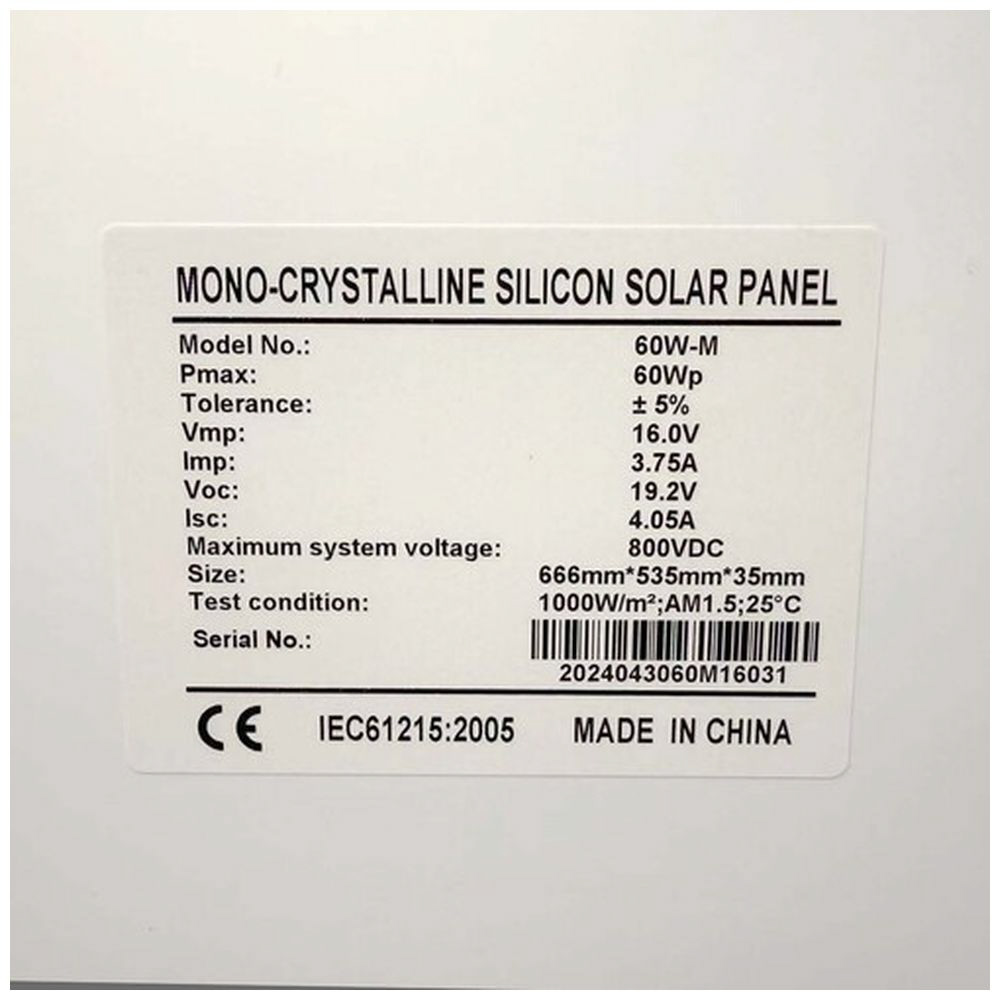 MONO-CRYSTALLINE SILICON SOLAR PANEL
Model No.: 60W-M
Pmax: 60Wp
Tolerance: ± 5%
Vmp: 16.0V
Imp: 3.75A
Voc: 19.2V
Isc: 4.05A
Maximum system voltage: 800VDC
Size: 666mm*535mm*35mm
Test condition: 1000W/m²;AM1.5;25°C
Serial No.:
2024043060M16031
CE IEC61215:2005 MADE IN CHINA